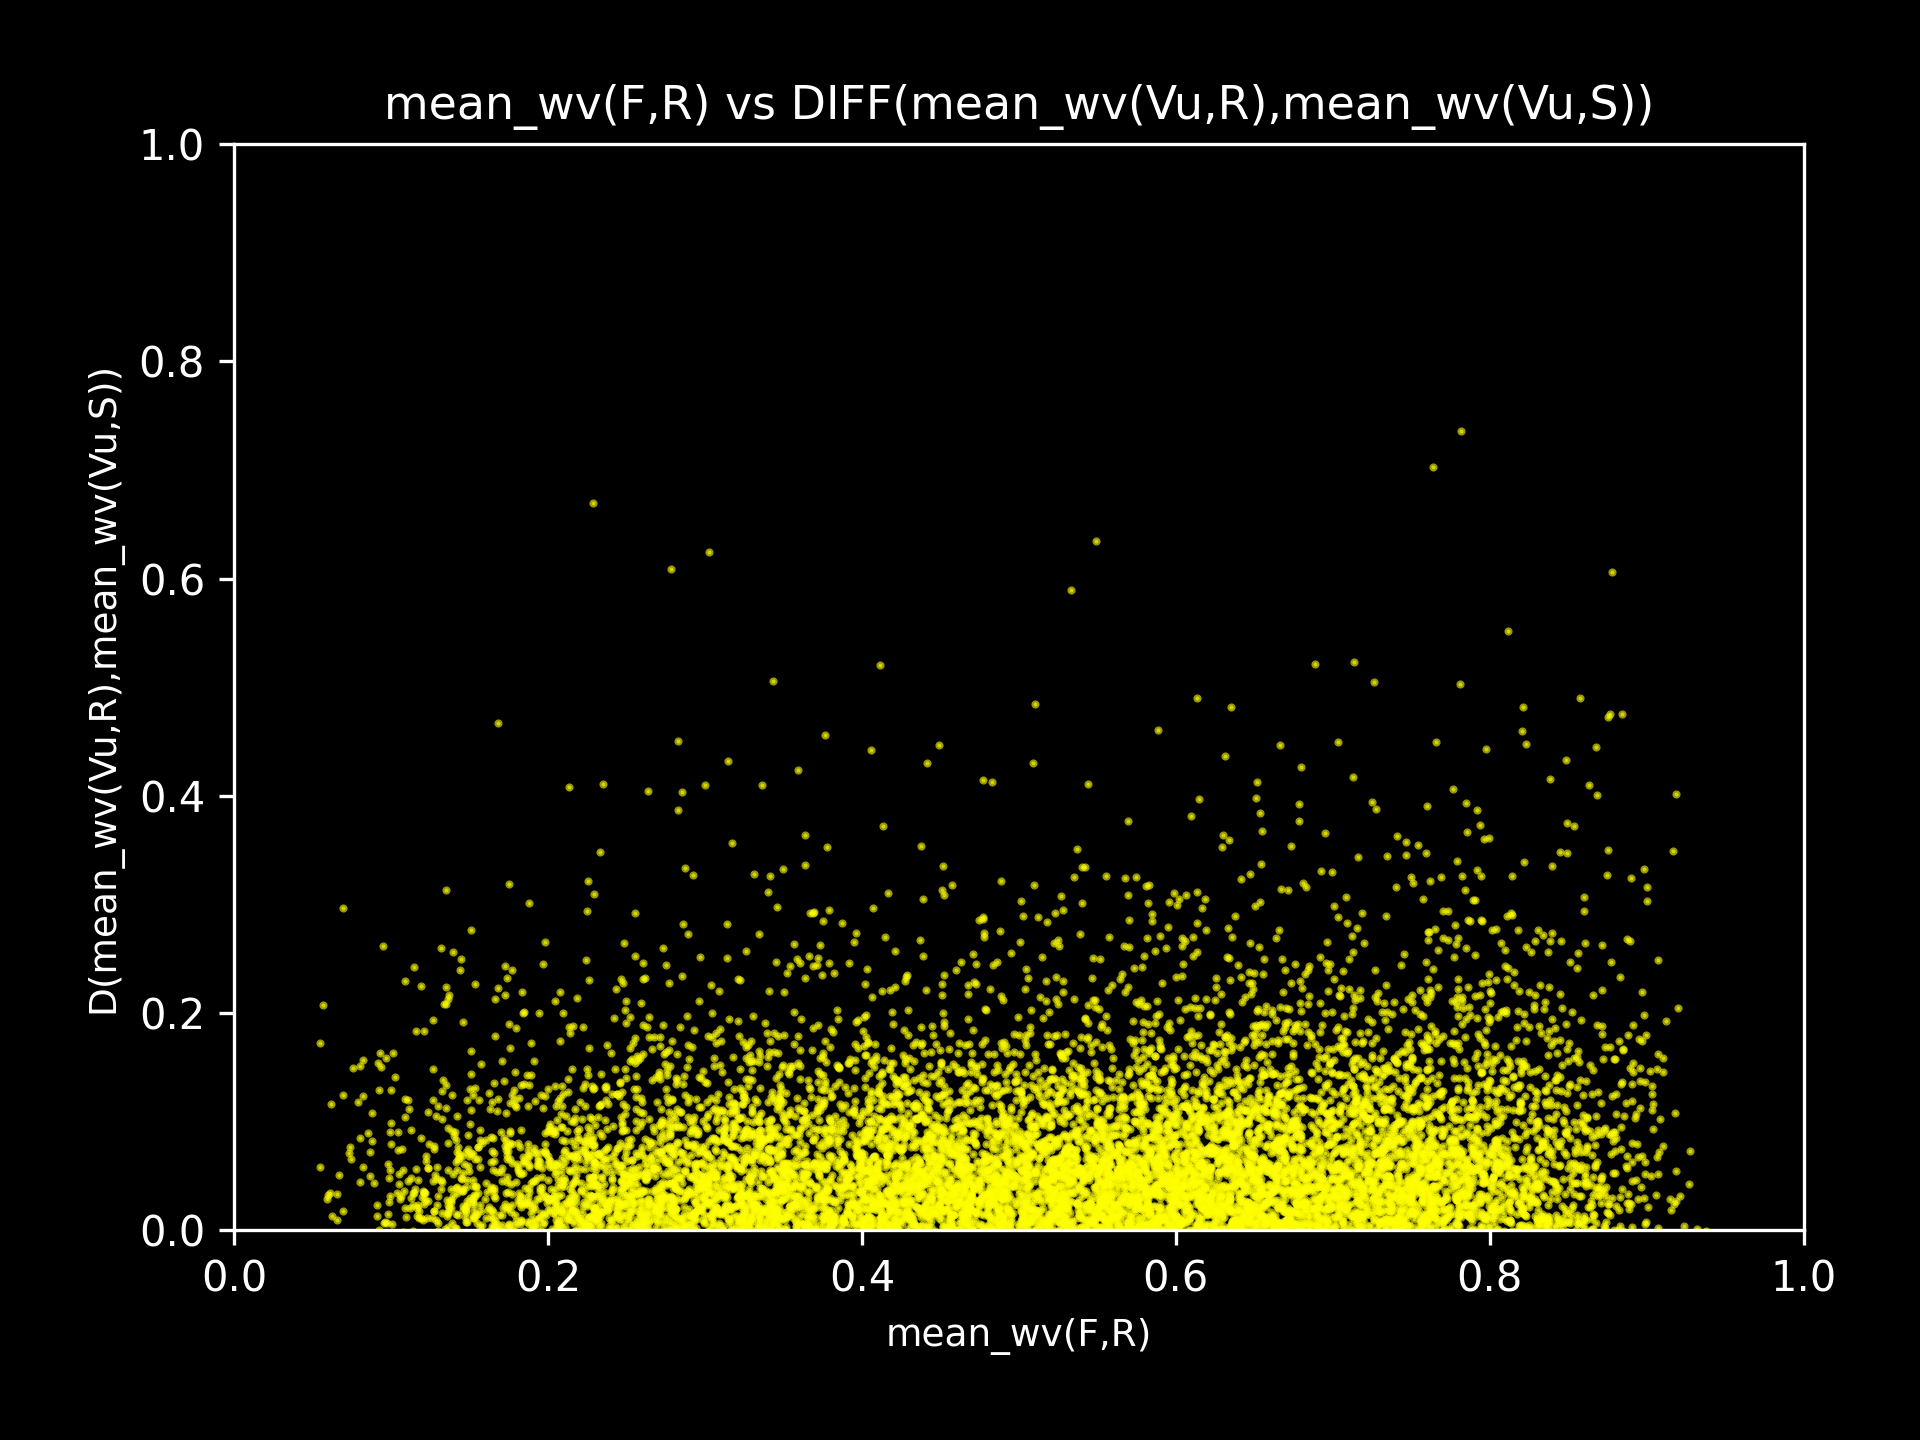 mean_wv(F,R) vs DIFF(mean_wv(Vu,R),mean_wv(Vu,S))
1.0
0.8
0.6
0.4
0.2
0.0
D(mean_wv(Vu,R),mean_wv(Vu,S))
0.0 0.2 0.4 0.6 0.8 1.0
mean_wv(F,R)